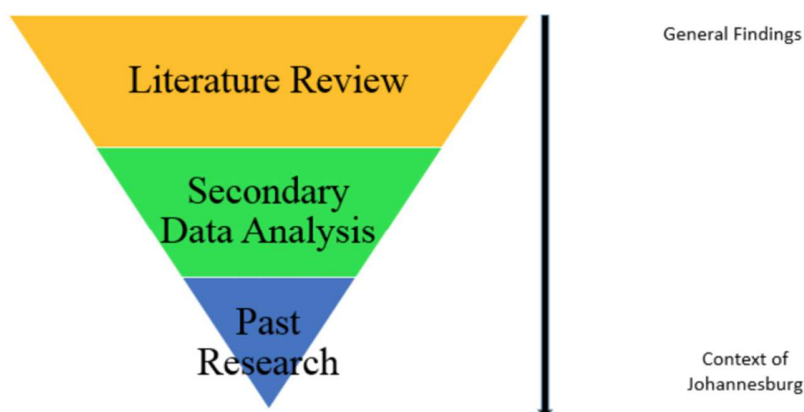 General Findings
Literature Review
Secondary
Data Analysis
Past
Research
Context of
Johannesburg